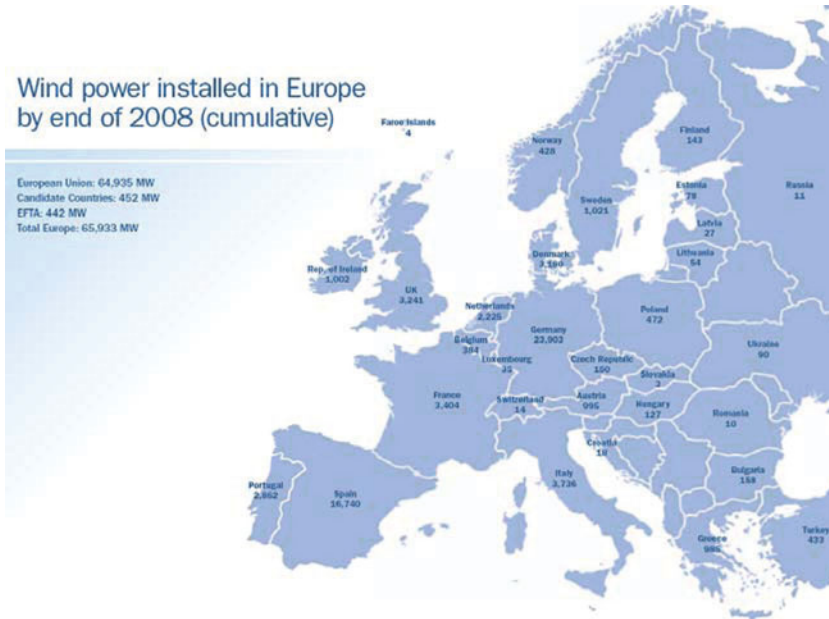 Wind power installed in Europe
by end of 2008 (cumulative)
European Union: 64,935 MW
Candidate Countries: 452 MW
EFTA: 442 MW
Total Europe: 65,933 MW
Faroe Islands
4
Norway
428
Finland
143
Sweden
1,021
Russia
11
Estonia
78
Latvia
27
Lithuania
54
Denmark
3,180
Rep. of Ireland
1,002
UK
3,241
Netherlands
2,225
Belgium
384
Luxembourg
35
Germany
23,903
Poland
472
Czech Republic
150
Slovakia
3
Ukraine
90
France
3,404
Switzerland
14
Austria
995
Hungary
127
Romania
10
Croatia
18
Italy
3,736
Bulgaria
158
Portugal
2,862
Spain
16,740
Greece
985
Turkey
433